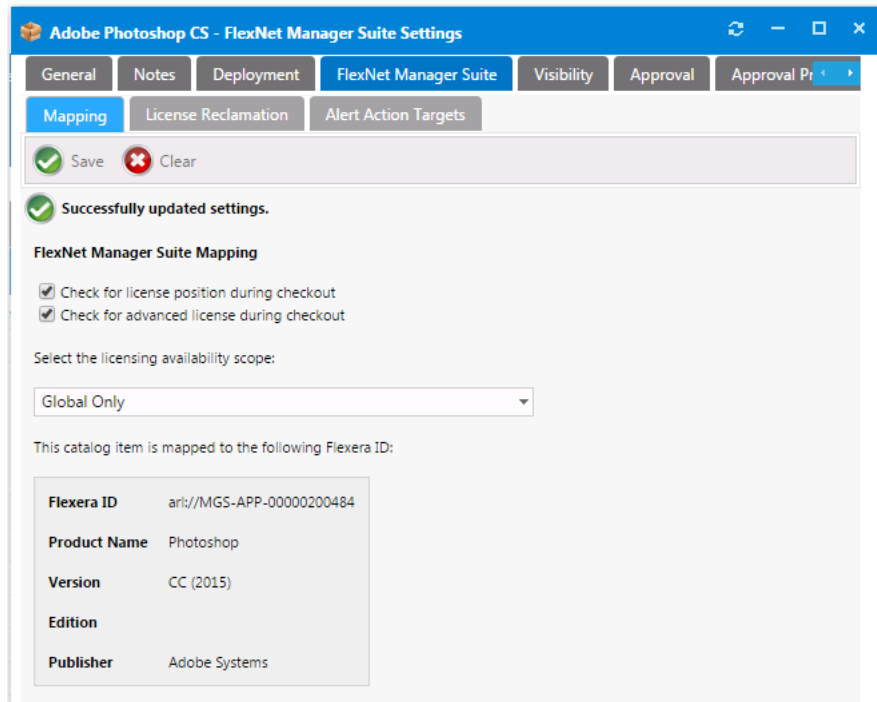 Adobe Photoshop CS - FlexNet Manager Suite Settings
General Notes Deployment FlexNet Manager Suite Visibility Approval Approval Pr
Mapping License Reclamation Alert Action Targets
Save Clear
Successfully updated settings.
FlexNet Manager Suite Mapping
Check for license position during checkout
Check for advanced license during checkout
Select the licensing availability scope:
Global Only
This catalog item is mapped to the following Flexera ID:
Flexera ID arl://MGS-APP-00000200484
Product Name Photoshop
Version CC (2015)
Edition
Publisher Adobe Systems